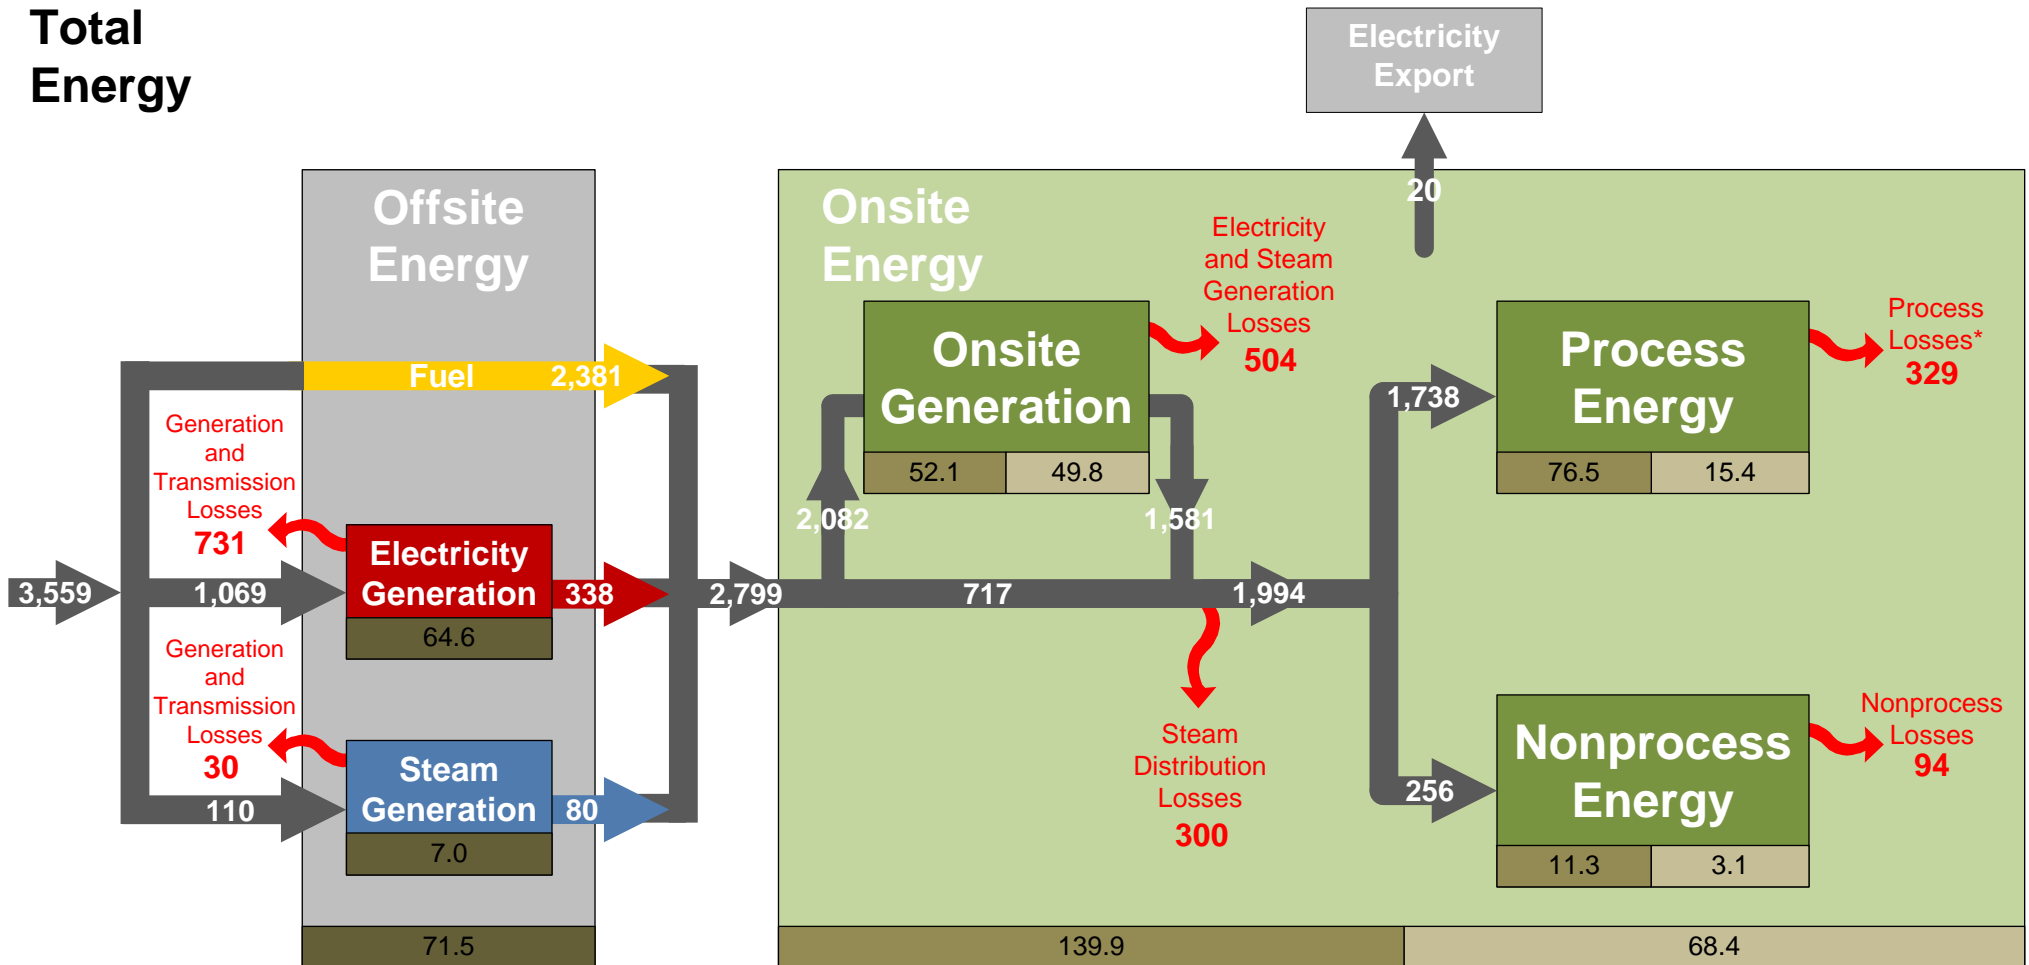 Total
Energy
Electricity
Export
20
Offsite
Energy
Fuel
2,381
Generation
and
Transmission
Losses
731
3,559
1,069
Electricity
Generation
338
64.6
Generation
and
Transmission
Losses
30
110
Steam
Generation
80
7.0
71.5
2,799
Onsite
Energy
Electricity
and Steam
Generation
Losses
504
Onsite
Generation
52.1
49.8
2,082
1,581
717
1,994
Steam
Distribution
Losses
300
1,738
Process
Energy
76.5
15.4
Process
Losses*
329
256
Nonprocess
Energy
11.3
3.1
Nonprocess
Losses
94
139.9
68.4